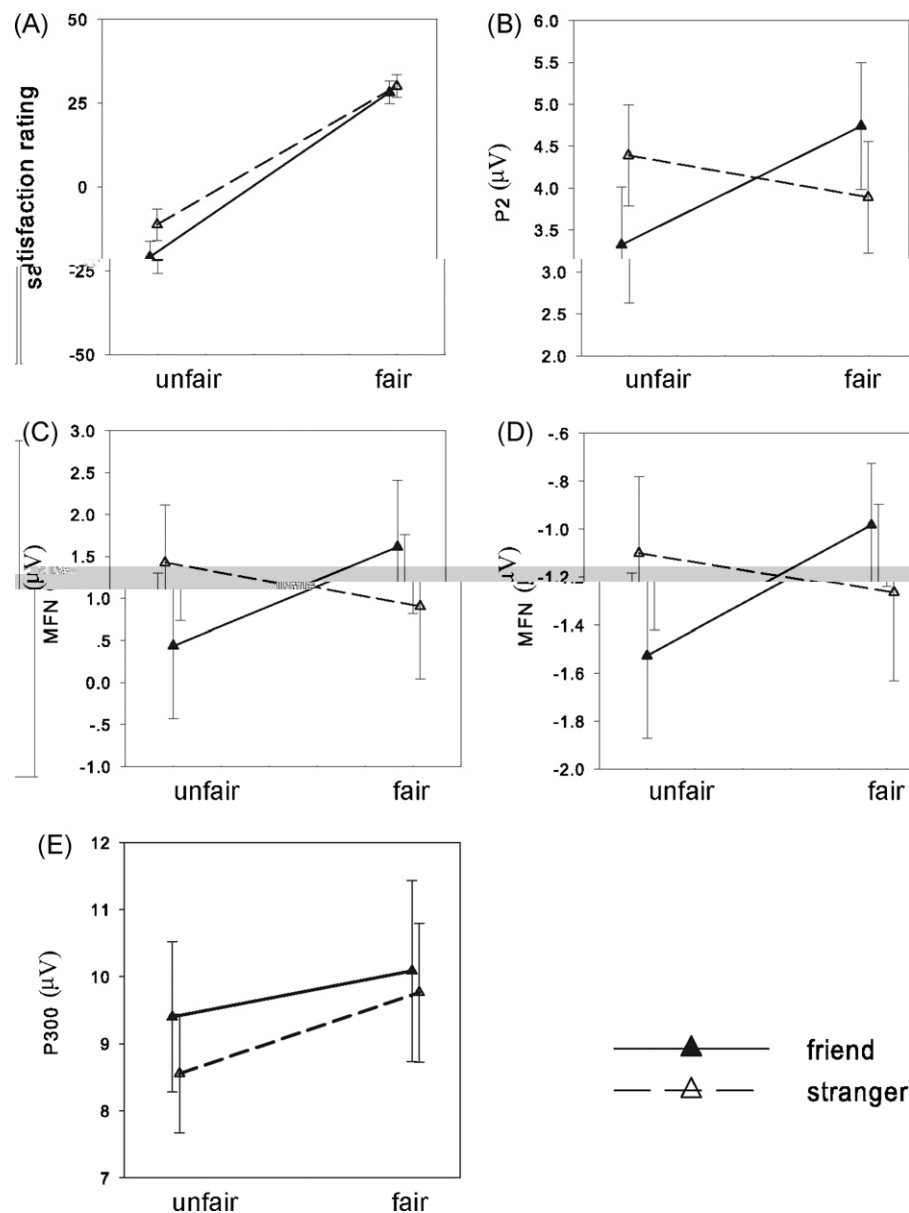 (A)
satisfaction rating
50
25
0
-25
-50
unfair fair
(B)
P2 (µV)
6.0
5.5
5.0
4.5
4.0
3.5
3.0
2.5
2.0
unfair fair
(C)
MFN (µV)
3.0
2.5
2.0
1.5
1.0
.5
0.0
-.5
-1.0
unfair fair
(D)
MFN (µV)
-.6
-.8
-1.0
-1.2
-1.4
-1.6
-1.8
-2.0
unfair fair
(E)
P300 (µV)
12
11
10
9
8
7
unfair fair
friend
stranger